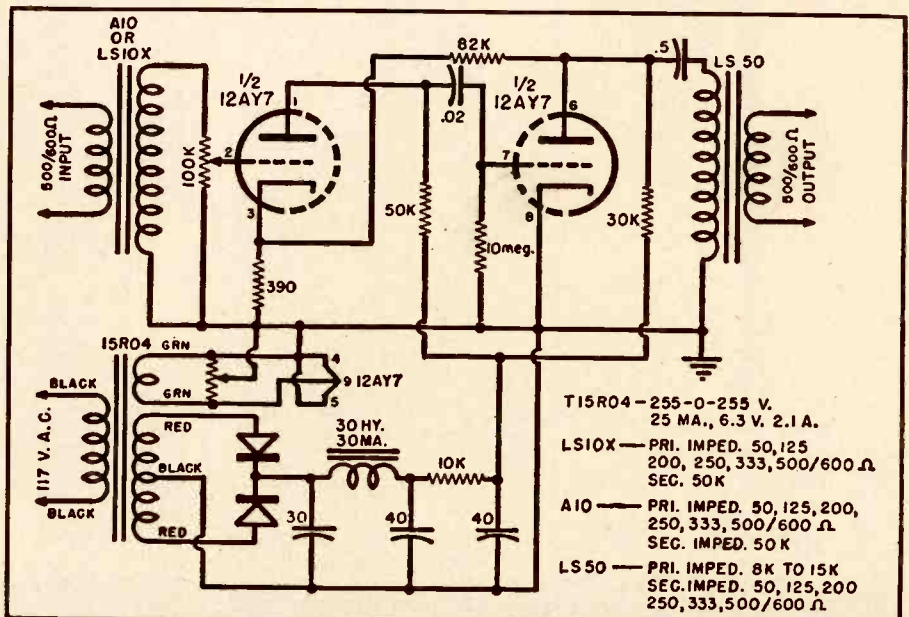 A10
OR
LS10X
500/600Ω
INPUT
100K
1/2
12AY7
1
2
3
390
82K
.02
50K
10meg.
1/2
12AY7
6
7
8
30K
.5
LS 50
500/600Ω
OUTPUT
15R04
GRN
GRN
4
9 12AY7
5
117 V. A.C.
BLACK
BLACK
RED
BLACK
RED
30 HY.
30MA.
10K
30
40
40
T15R04-255-0-255 V.
25 MA., 6.3 V. 2.1 A.
LS10X — PRI. IMPED. 50,125
200, 250, 333,500/600 Ω
SEC. 50K
A10 — PRI. IMPED. 50, 125,200,
250,333,500/600 Ω
SEC. IMPED. 50 K
LS50 — PRI. IMPED. 8K TO 15K
SEC.IMPED. 50, 125,200
250,333,500/600 Ω